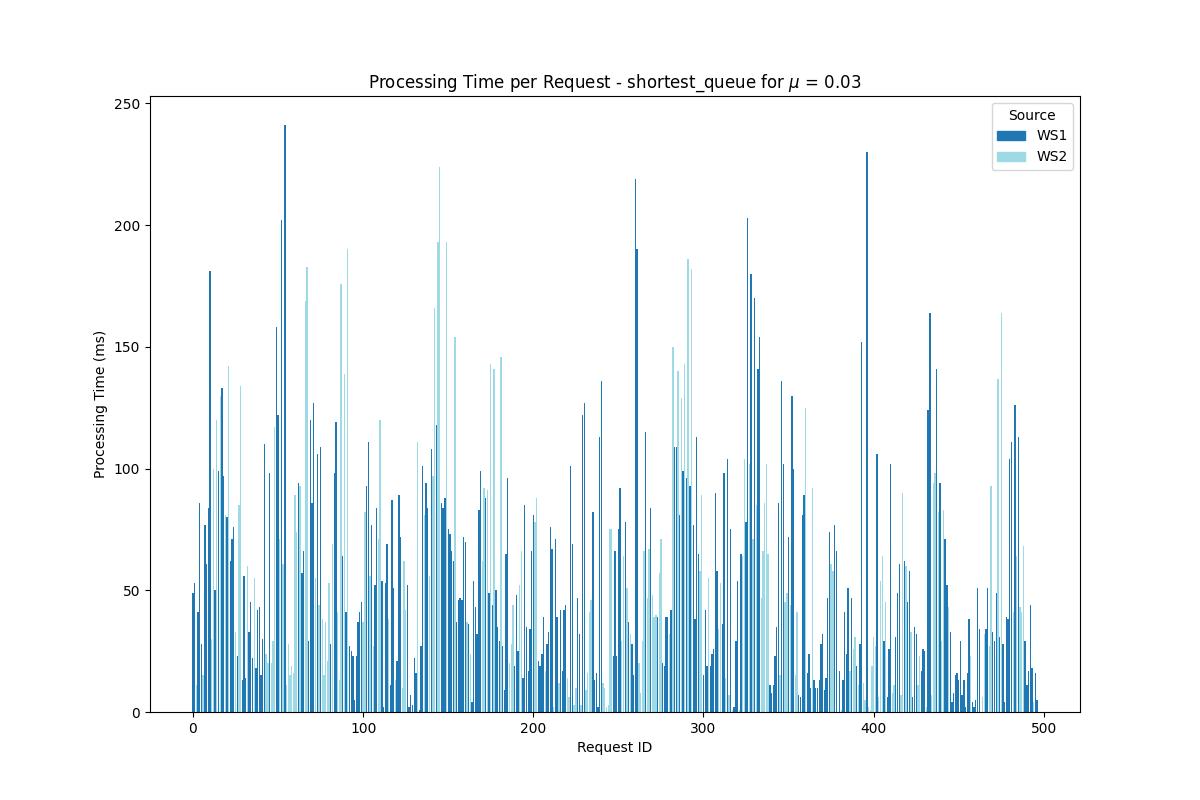 Processing Time per Request - shortest_queue for μ = 0.03
Source
WS1
WS2
Processing Time (ms)
250
200
150
100
50
0
0 100 200 300 400 500
Request ID